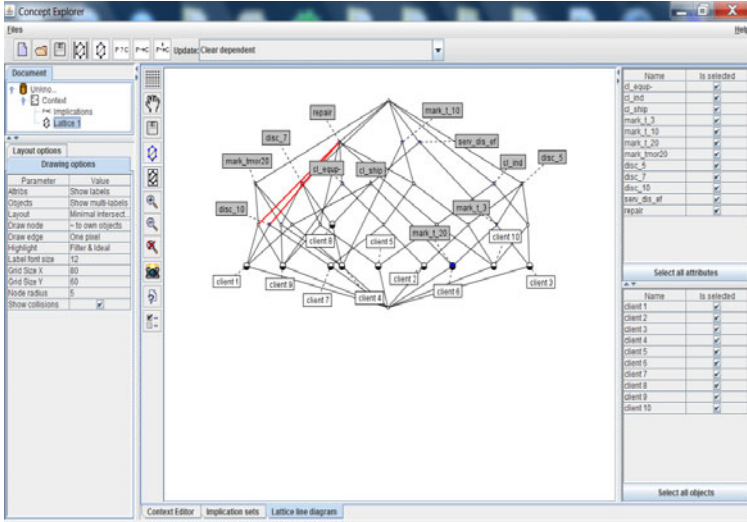 Concept Explorer
Files
Help
P?C
P→C
Update: Clear dependent
Document
Unkno...
Context
Implications
Lattice 1
Layout options
Drawing options
Parameter Value
Attribs Show labels
Objects Show multi-labels
Layout Minimal intersect...
Draw node ~ to own objects
Draw edge One pixel
Highlight Filter & Ideal
Label font size 12
Grid Size X 80
Grid Size Y 60
Node radius 5
Show collisions
repair
mark_t_10
disc_7
serv_dis_ef
mark_tmor20
cl_equp-
cl_ship
cl_ind
disc_5
disc_10
mark_t_3
mark_t_20
client 8
client 5
client 10
client 1
client 9
client 7
client 4
client 2
client 6
client 3
Name Is selected
cl_equp-
cl_ind
cl_ship
mark_t_3
mark_t_10
mark_t_20
mark_tmor20
disc_5
disc_7
disc_10
serv_dis_ef
repair
Select all attributes
Name Is selected
client 1
client 2
client 3
client 4
client 5
client 6
client 7
client 8
client 9
client 10
Select all objects
Context Editor Implication sets Lattice line diagram